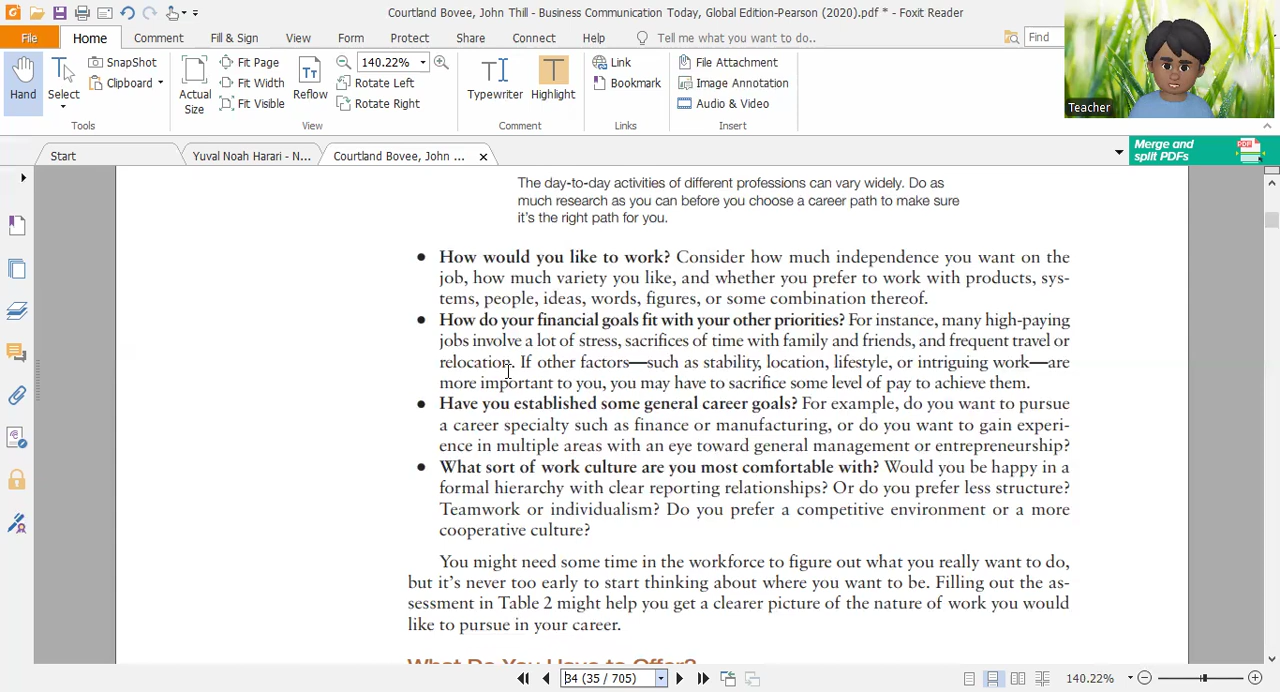 Courtland Bovee, John Thill - Business Communication Today, Global Edition-Pearson (2020).pdf * - Foxit Reader
File Home Comment Fill & Sign View Form Protect Share Connect Help Tell me what you want to do.. Find
Hand
Select
SnapShot
Clipboard
Tools
Actual Size
Fit Page
Fit Width
Fit Visible
Reflow
140.22%
Rotate Left
Rotate Right
View
Typewriter
Highlight
Comment
Link
Bookmark
Links
File Attachment
Image Annotation
Audio & Video
Insert
Teacher
Start Yuval Noah Harari - N... Courtland Bovee, John ...
Merge and
split PDFs
PDF
The day-to-day activities of different professions can vary widely. Do as
much research as you can before you choose a career path to make sure
it's the right path for you.
● How would you like to work? Consider how much independence you want on the
job, how much variety you like, and whether you prefer to work with products, sys-
tems, people, ideas, words, figures, or some combination thereof.
● How do your financial goals fit with your other priorities? For instance, many high-paying
jobs involve a lot of stress, sacrifices of time with family and friends, and frequent travel or
relocation. If other factors—such as stability, location, lifestyle, or intriguing work—are
more important to you, you may have to sacrifice some level of pay to achieve them.
● Have you established some general career goals? For example, do you want to pursue
a career specialty such as finance or manufacturing, or do you want to gain experi-
ence in multiple areas with an eye toward general management or entrepreneurship?
● What sort of work culture are you most comfortable with? Would you be happy in a
formal hierarchy with clear reporting relationships? Or do you prefer less structure?
Teamwork or individualism? Do you prefer a competitive environment or a more
cooperative culture?
You might need some time in the workforce to figure out what you really want to do,
but it's never too early to start thinking about where you want to be. Filling out the as-
sessment in Table 2 might help you get a clearer picture of the nature of work you would
like to pursue in your career.
What Do You Have to Offer?
34 (35 / 705)
140.22%